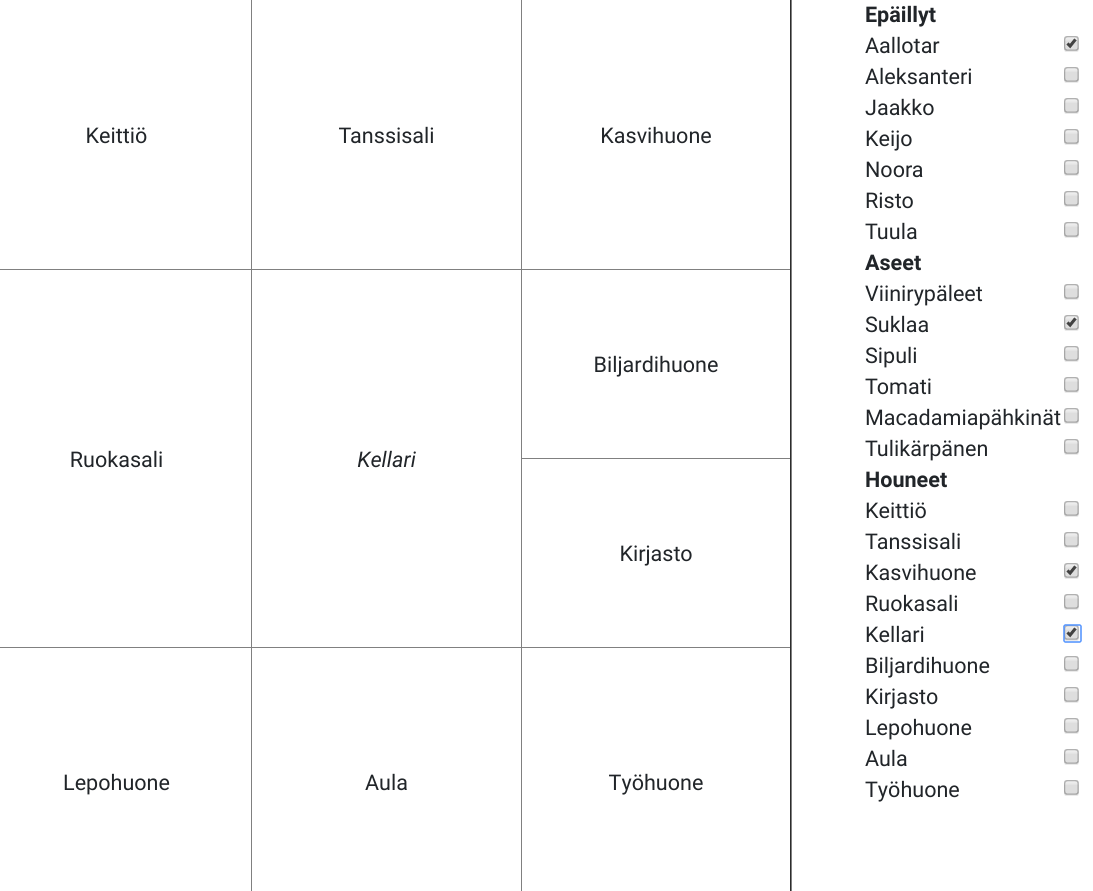 Keittiö
Tanssisali
Kasvihuone
Ruokasali
Kellari
Biljardihuone
Kirjasto
Lepohuone
Aula
Työhuone
Epäillyt
Aallotar
Aleksanteri
Jaakko
Keijo
Noora
Risto
Tuula
Aseet
Viinirypäleet
Suklaa
Sipuli
Tomati
Macadamiapähkinät
Tulikärpänen
Houneet
Keittiö
Tanssisali
Kasvihuone
Ruokasali
Kellari
Biljardihuone
Kirjasto
Lepohuone
Aula
Työhuone